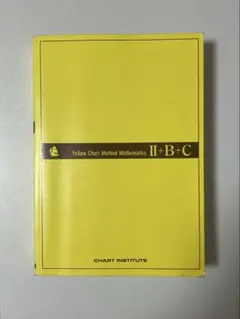 Yellow Chart Method Mathematics II+B+C
CHART INSTITUTE